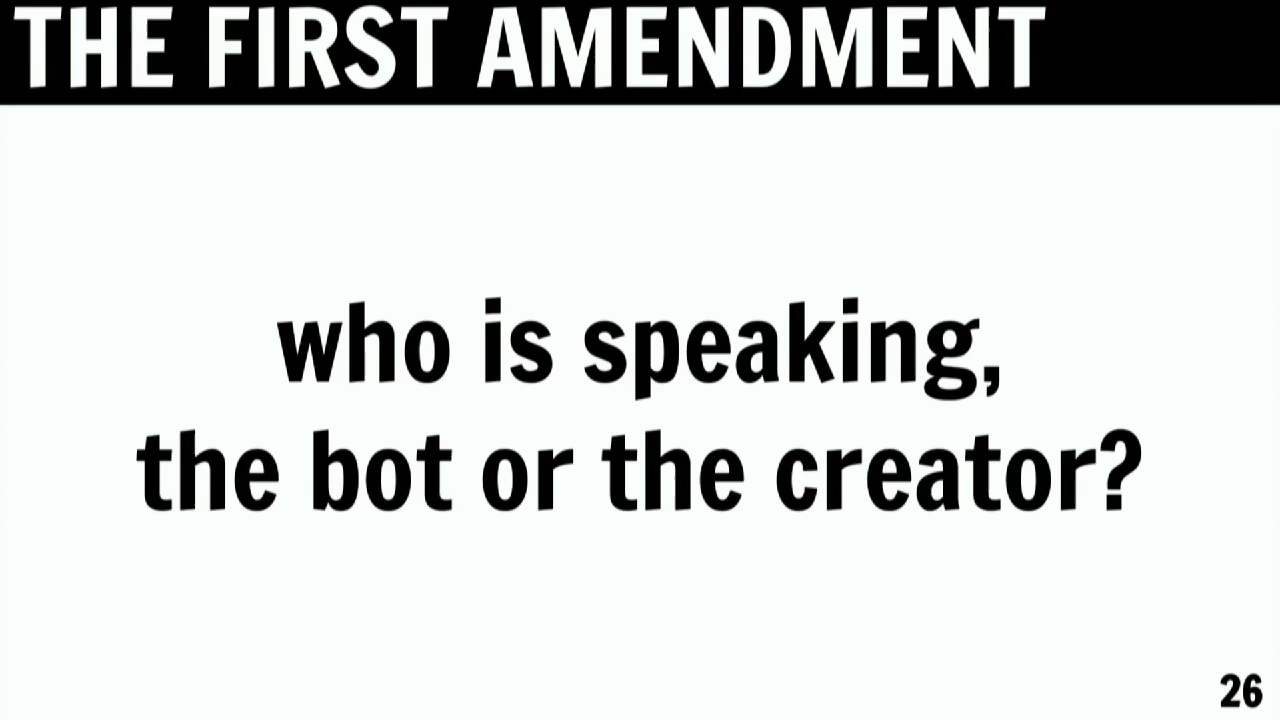 THE FIRST AMENDMENT
who is speaking,
the bot or the creator?
26